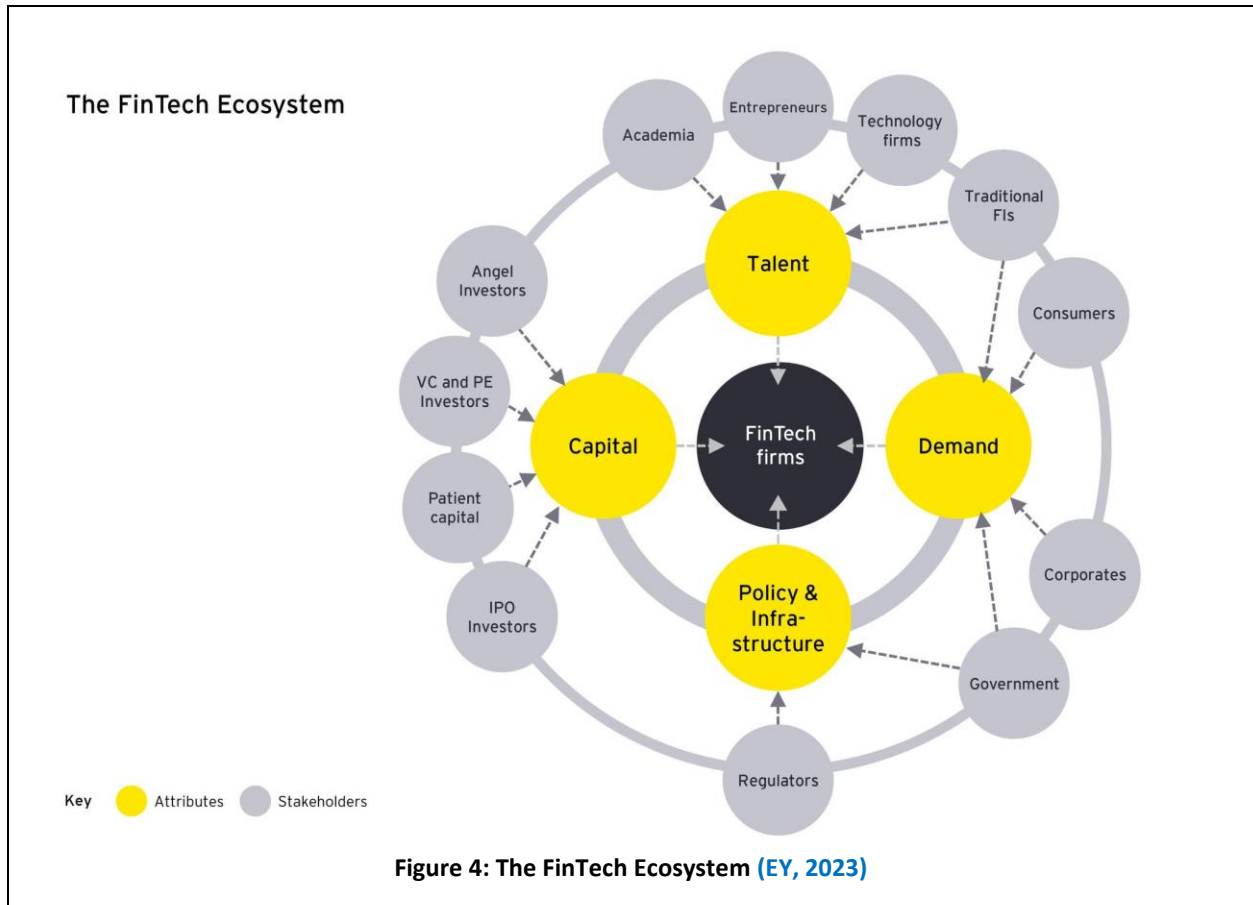 The FinTech Ecosystem
Entrepreneurs
Academia
Technology
firms
Traditional
FIs
Angel
Investors
Talent
Consumers
VC and PE
Investors
Capital
FinTech
firms
Demand
Patient
capital
Corporates
IPO
Investors
Policy &
Infra-
structure
Government
Regulators
Key
Attributes
Stakeholders
Figure 4: The FinTech Ecosystem (EY, 2023)